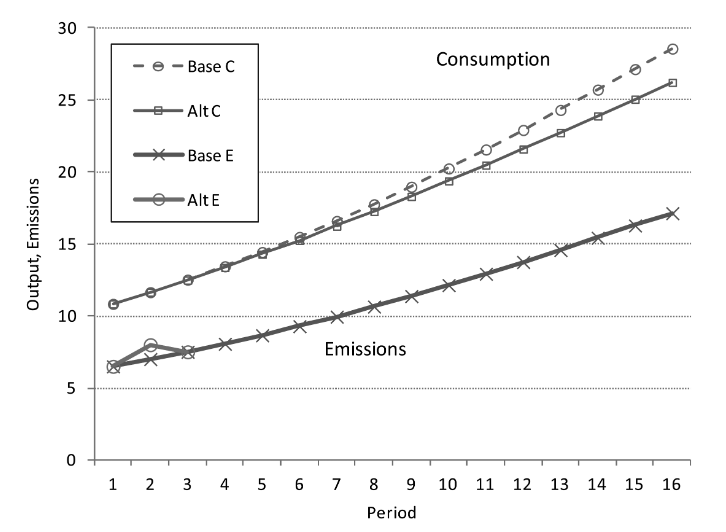 30
25
20
15
10
5
0
Output, Emissions
Base C
Alt C
Base E
Alt E
Consumption
Emissions
1 2 3 4 5 6 7 8 9 10 11 12 13 14 15 16
Period